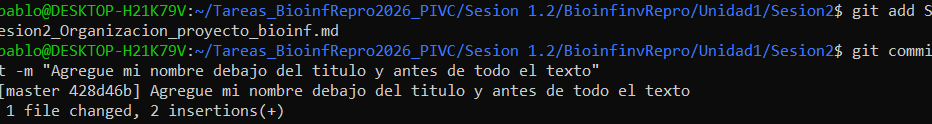 pablo@DESKTOP-H21K79V:~/Tareas_BioinfRepro2026_PIVC/Sesion 1.2/BioinfinvRepro/Unidad1/Sesion2$ git add S
esion2_Organizacion_proyecto_bioinf.md
pablo@DESKTOP-H21K79V:~/Tareas_BioinfRepro2026_PIVC/Sesion 1.2/BioinfinvRepro/Unidad1/Sesion2$ git commi
t -m "Agregue mi nombre debajo del titulo y antes de todo el texto"
[master 428d46b] Agregue mi nombre debajo del titulo y antes de todo el texto
1 file changed, 2 insertions(+)